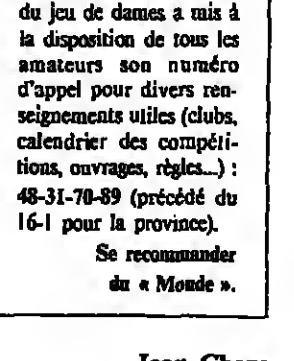 du jeu de dames a mis à
la disposition de tous les
amateurs son numéro
d'appel pour divers ren-
seignements utiles (clubs,
calendrier des compéti-
tions, ouvrages, règles...) :
48-31-70-89 (précédé du
16-1 pour la province).
Se recommander
du « Monde ».
Jean Chaze